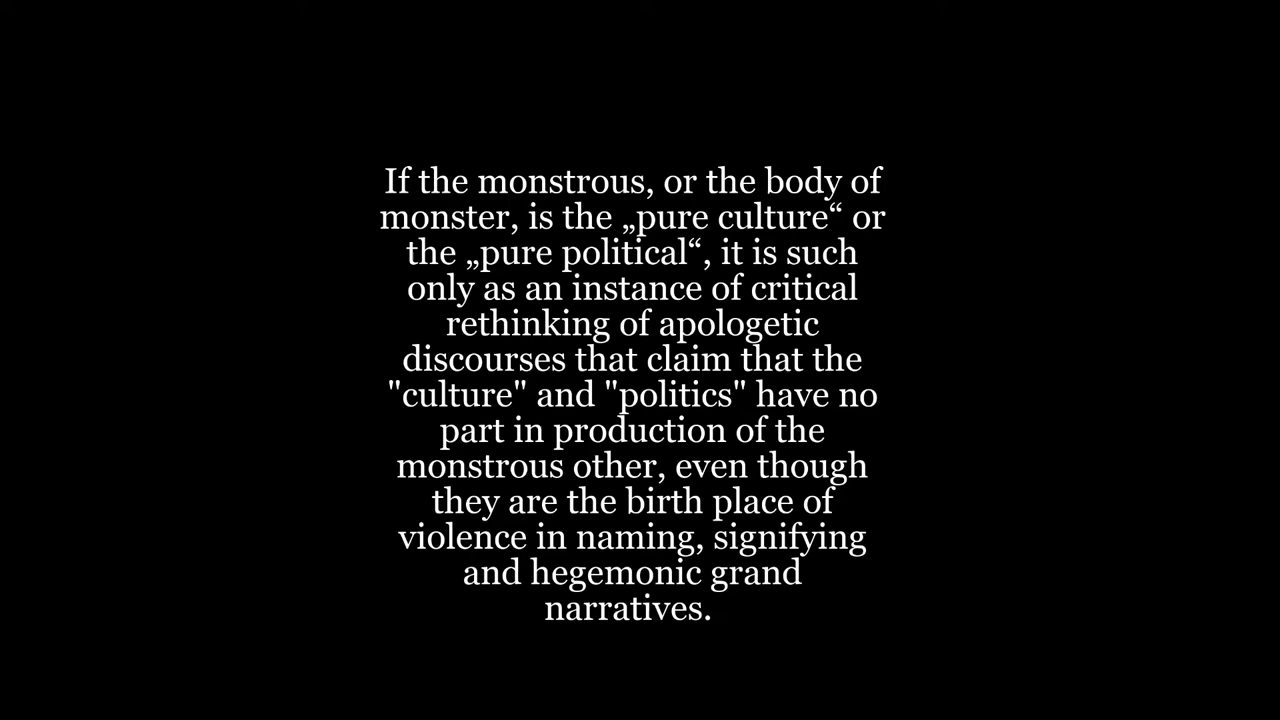 If the monstrous, or the body of
monster, is the „pure culture“ or
the „pure political“, it is such
only as an instance of critical
rethinking of apologetic
discourses that claim that the
"culture" and "politics" have no
part in production of the
monstrous other, even though
they are the birth place of
violence in naming, signifying
and hegemonic grand
narratives.